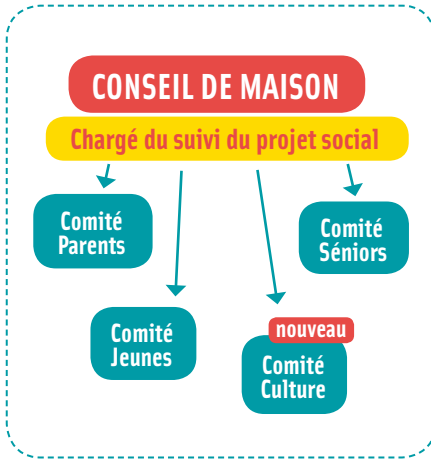 CONSEIL DE MAISON
Chargé du suivi du projet social
Comité
Parents
Comité
Séniors
Comité
Jeunes
nouveau
Comité
Culture